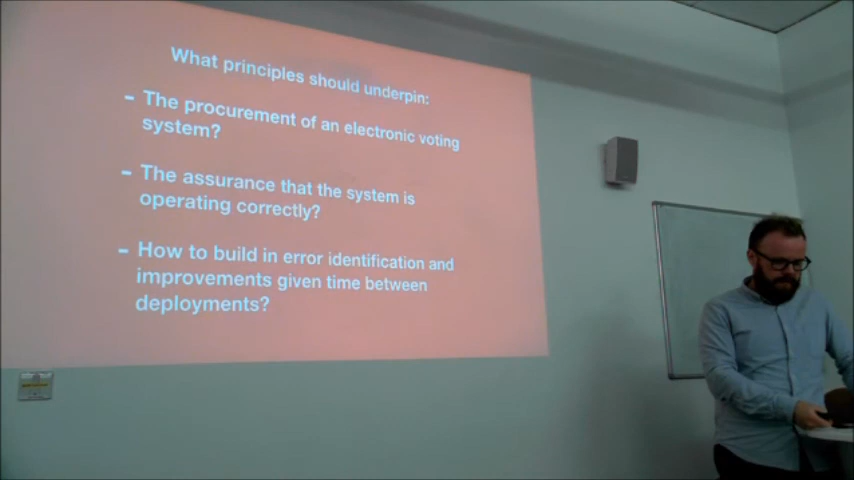 What principles should underpin:
- The procurement of an electronic voting
system?
- The assurance that the system is
operating correctly?
- How to build in error identification and
improvements given time between
deployments?